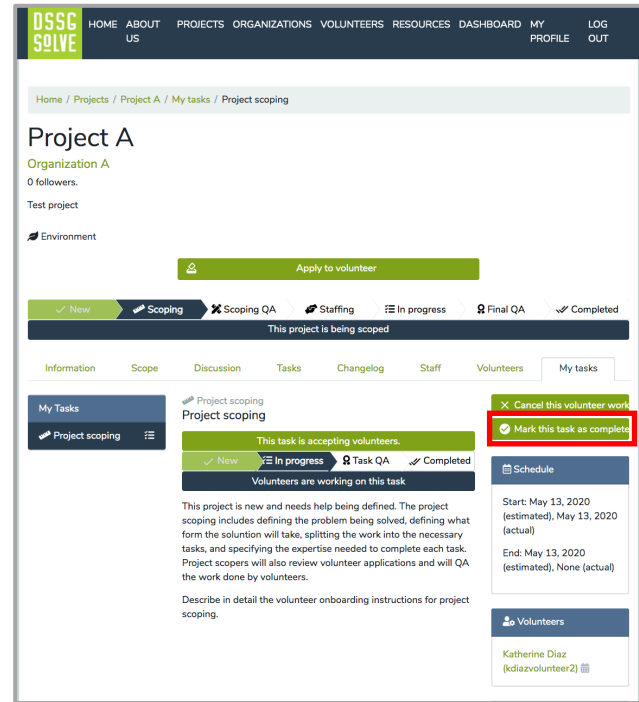 DSSG
SOLVE
HOME
ABOUT
US
PROJECTS
ORGANIZATIONS
VOLUNTEERS
RESOURCES
DASHBOARD
MY
PROFILE
LOG
OUT
Home / Projects / Project A / My tasks / Project scoping
Project A
Organization A
0 followers.
Test project
Environment
Apply to volunteer
New
Scoping
Scoping QA
Staffing
In progress
Final QA
Completed
This project is being scoped
Information
Scope
Discussion
Tasks
Changelog
Staff
Volunteers
My tasks
My Tasks
Project scoping
Project scoping
Project scoping
This task is accepting volunteers.
New
In progress
Task QA
Completed
Volunteers are working on this task
This project is new and needs help being defined. The project
scoping includes defining the problem being solved, defining what
form the soluntion will take, splitting the work into the necessary
tasks, and specifying the expertise needed to complete each task.
Project scopers will also review volunteer applications and will QA
the work done by volunteers.
Describe in detail the volunteer onboarding instructions for project
scoping.
Cancel this volunteer work
Mark this task as complete
Schedule
Start: May 13, 2020
(estimated), May 13, 2020
(actual)
End: May 13, 2020
(estimated), None (actual)
Volunteers
Katherine Diaz
(kdiazvolunteer2)